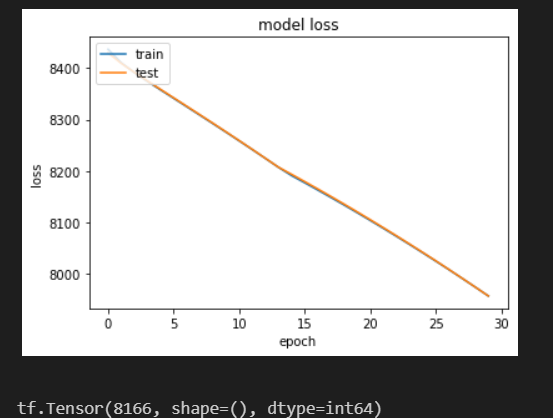 model loss
train
test
8400
8300
8200
8100
8000
loss
0 5 10 15 20 25 30
epoch
tf.Tensor(8166, shape=(), dtype=int64)